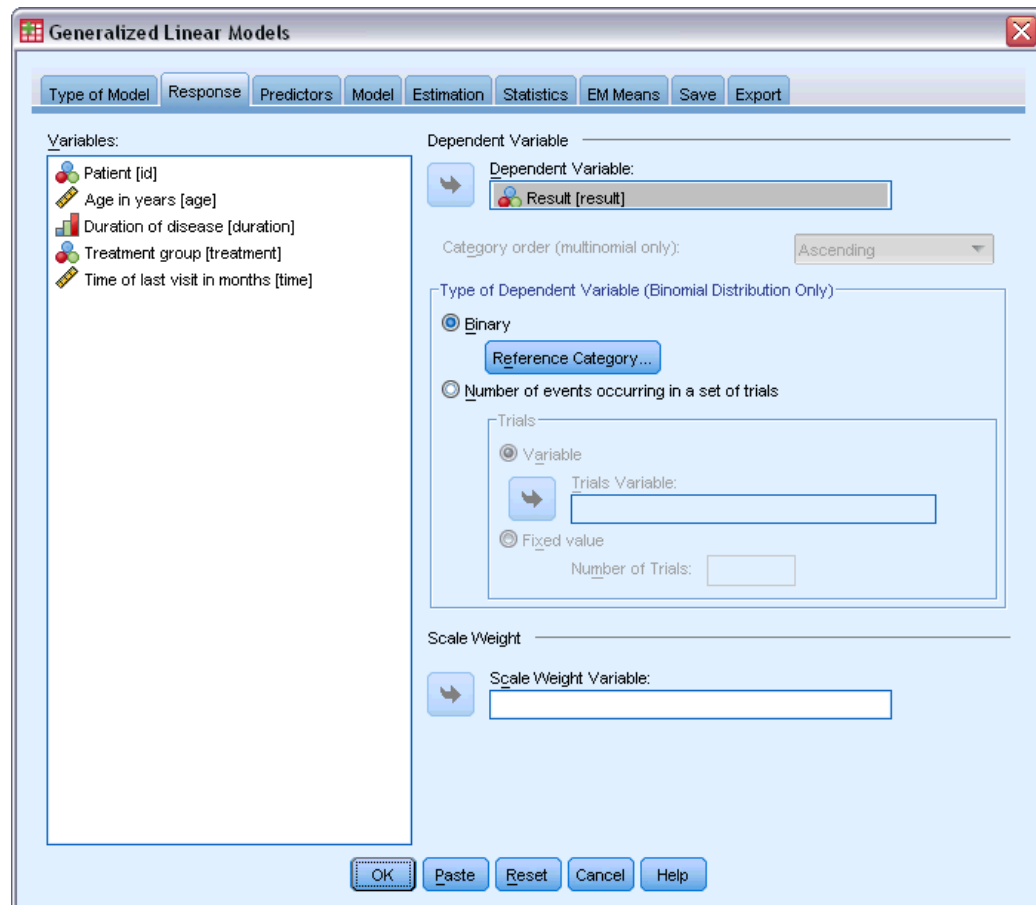 Generalized Linear Models
Type of Model Response Predictors Model Estimation Statistics EM Means Save Export
Variables:
Patient [id]
Age in years [age]
Duration of disease [duration]
Treatment group [treatment]
Time of last visit in months [time]
Dependent Variable
Dependent Variable:
Result [result]
Category order (multinomial only):
Ascending
Type of Dependent Variable (Binomial Distribution Only)
Binary
Reference Category...
Number of events occurring in a set of trials
Trials
Variable
Trials Variable:
Fixed value
Number of Trials:
Scale Weight
Scale Weight Variable:
OK Paste Reset Cancel Help